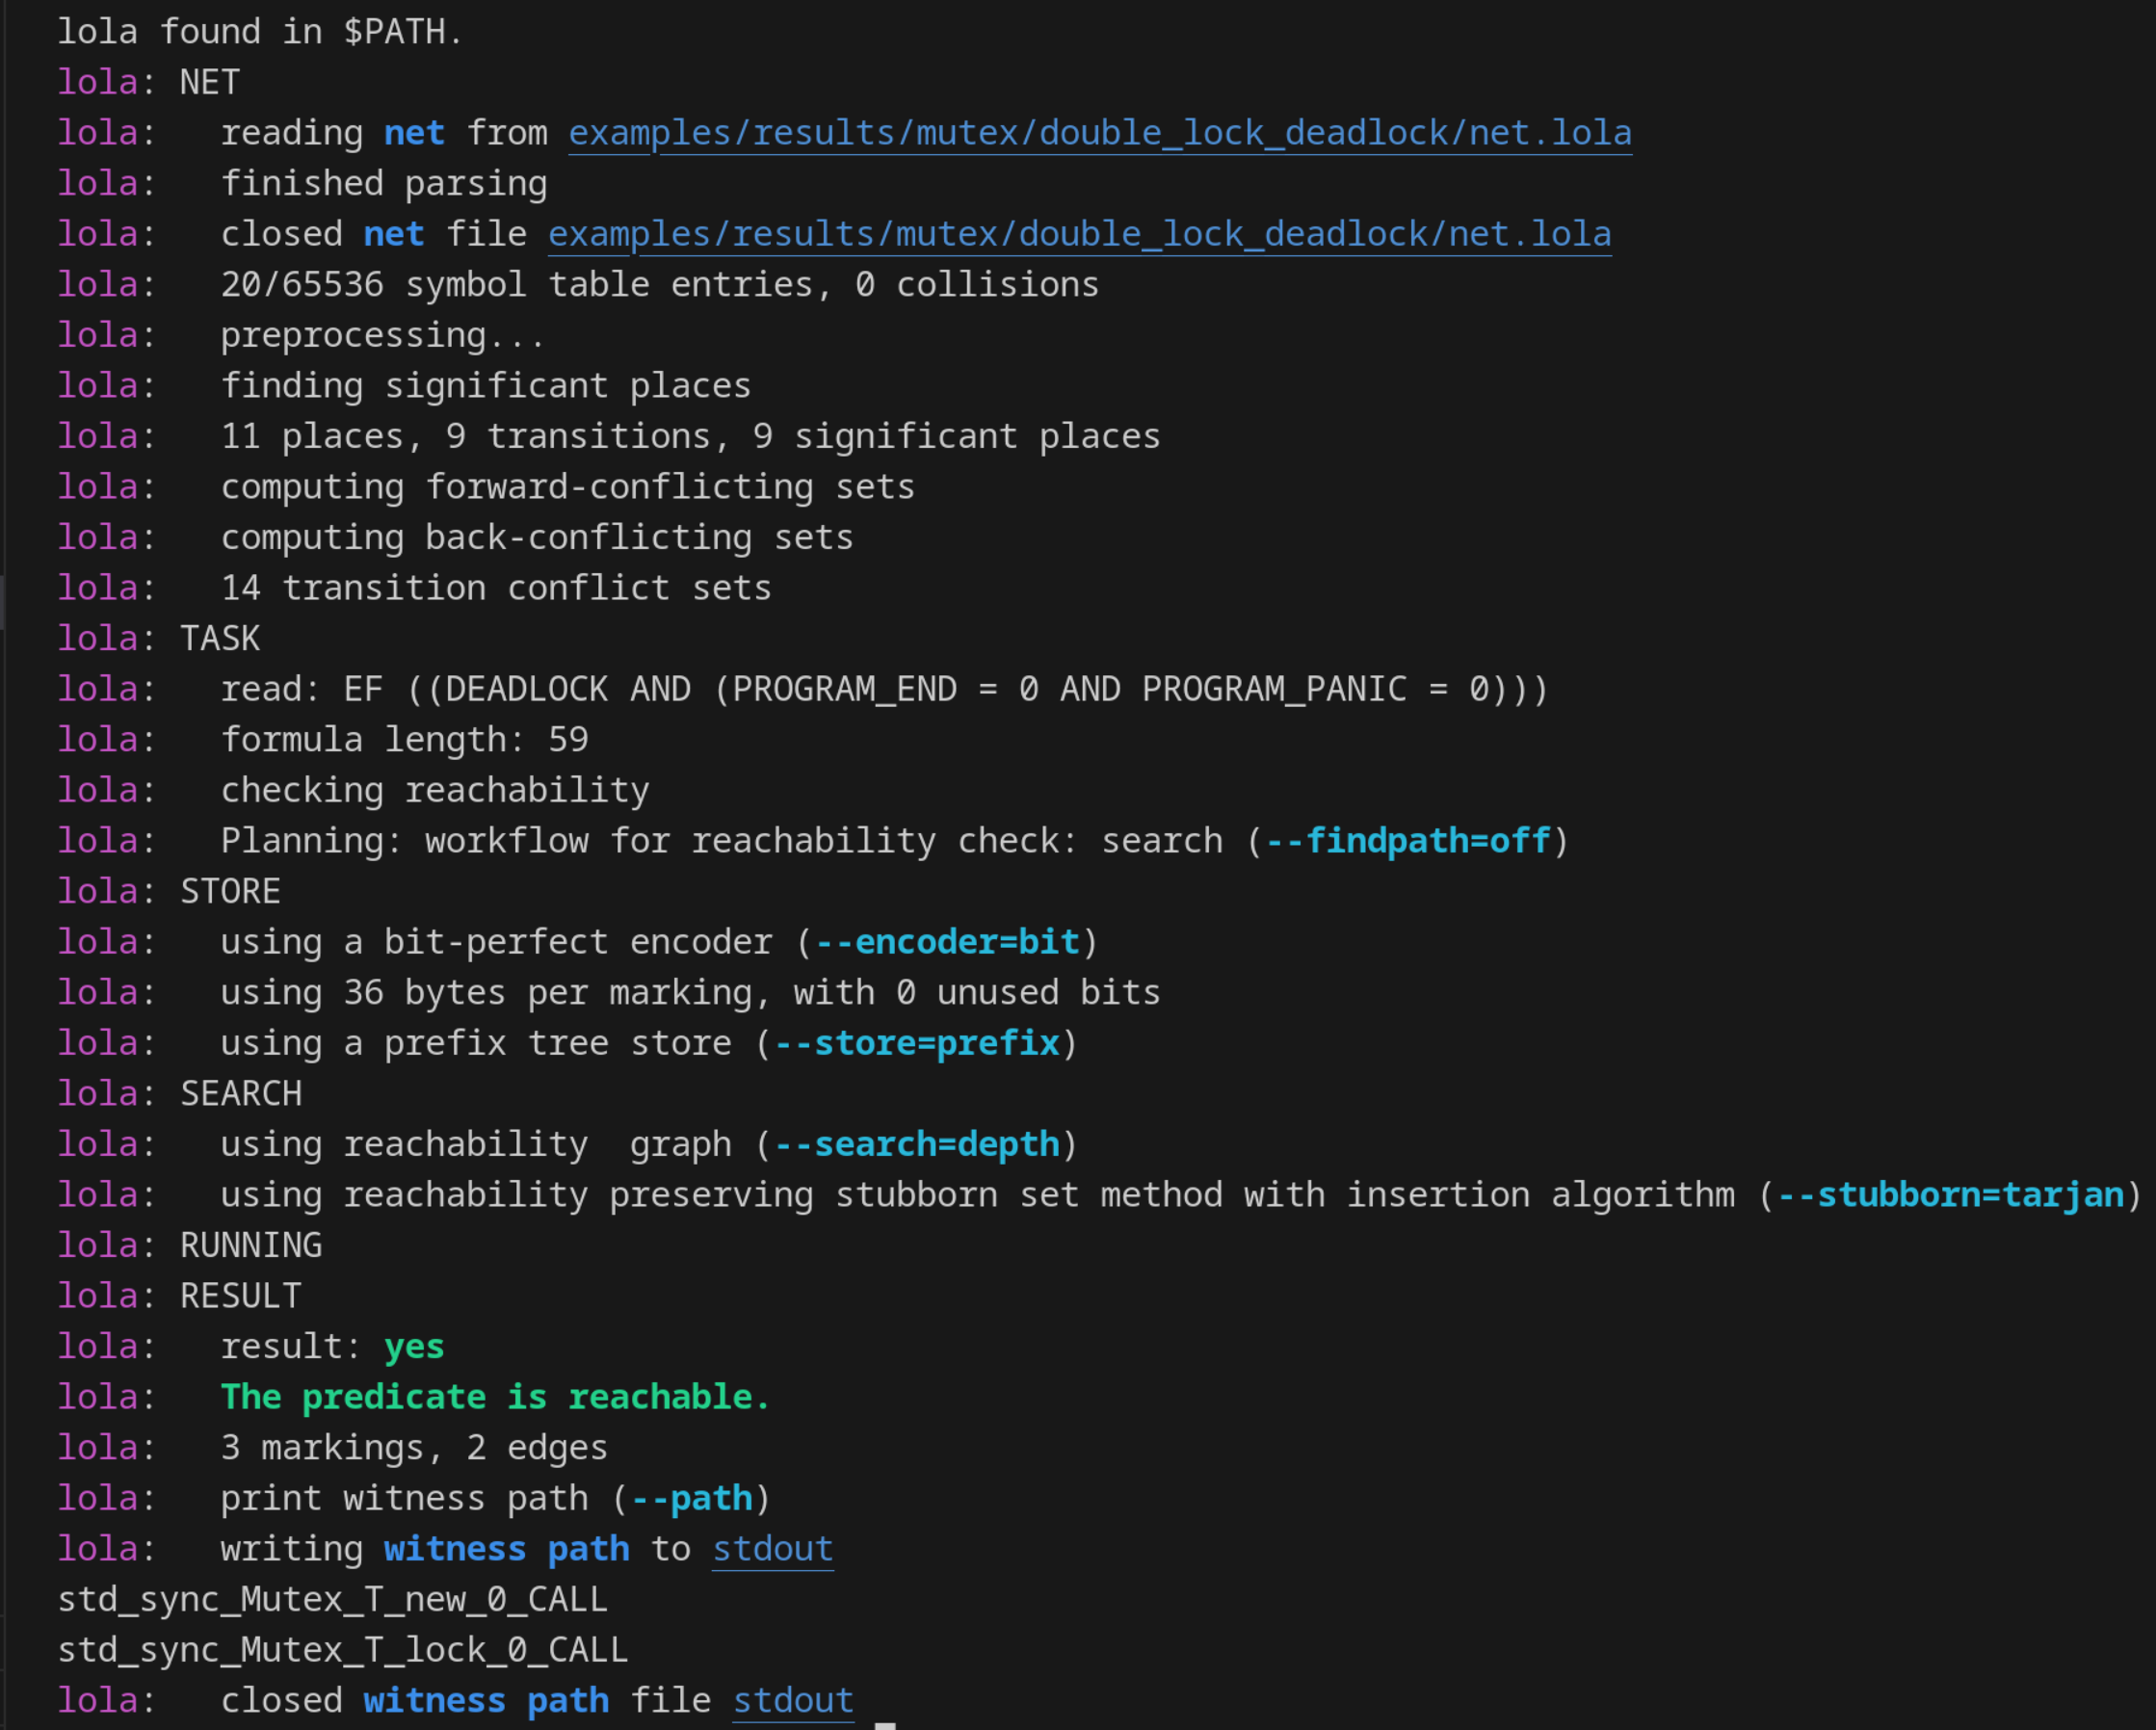 lola found in $PATH.
lola: NET
lola:   reading net from examples/results/mutex/double_lock_deadlock/net.lola
lola:   finished parsing
lola:   closed net file examples/results/mutex/double_lock_deadlock/net.lola
lola:   20/65536 symbol table entries, 0 collisions
lola:   preprocessing...
lola:   finding significant places
lola:   11 places, 9 transitions, 9 significant places
lola:   computing forward-conflicting sets
lola:   computing back-conflicting sets
lola:   14 transition conflict sets
lola: TASK
lola:   read: EF ((DEADLOCK AND (PROGRAM_END = 0 AND PROGRAM_PANIC = 0)))
lola:   formula length: 59
lola:   checking reachability
lola:   Planning: workflow for reachability check: search (--findpath=off)
lola: STORE
lola:   using a bit-perfect encoder (--encoder=bit)
lola:   using 36 bytes per marking, with 0 unused bits
lola:   using a prefix tree store (--store=prefix)
lola: SEARCH
lola:   using reachability  graph (--search=depth)
lola:   using reachability preserving stubborn set method with insertion algorithm (--stubborn=tarjan)
lola: RUNNING
lola: RESULT
lola:   result: yes
lola:   The predicate is reachable.
lola:   3 markings, 2 edges
lola:   print witness path (--path)
lola:   writing witness path to stdout
std_sync_Mutex_T_new_0_CALL
std_sync_Mutex_T_lock_0_CALL
lola:   closed witness path file stdout